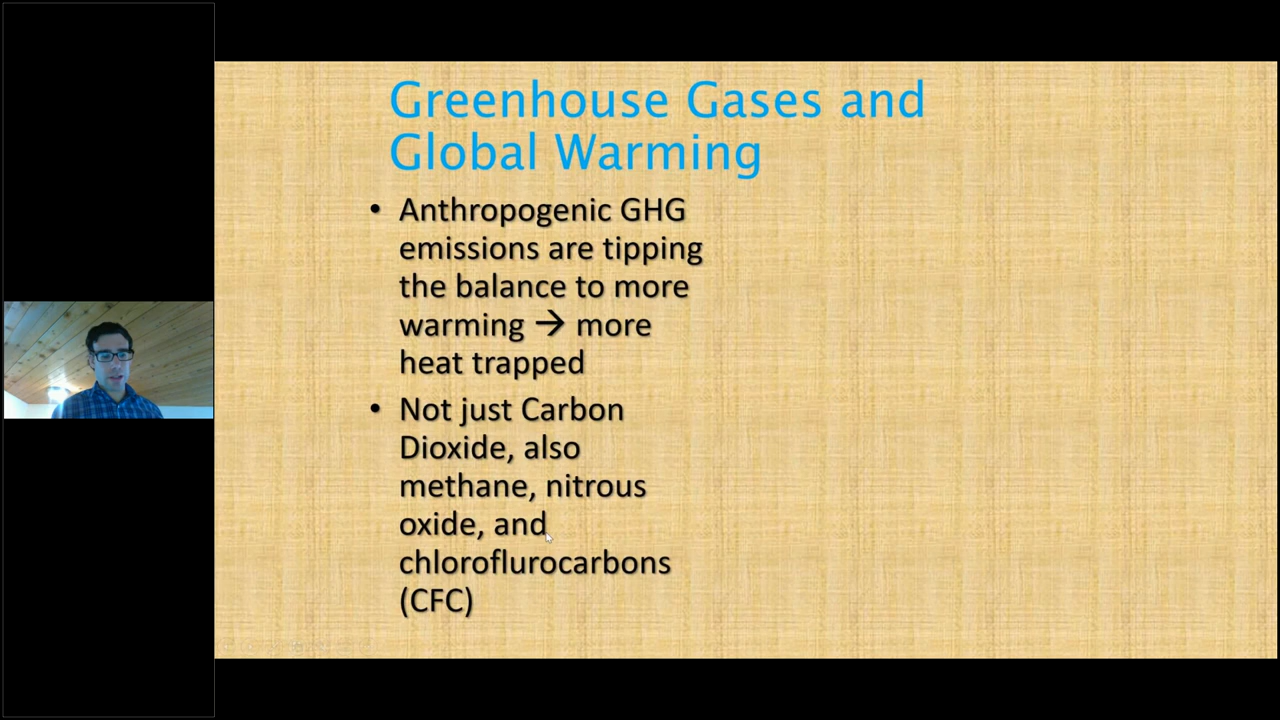 Greenhouse Gases and
Global Warming
• Anthropogenic GHG
emissions are tipping
the balance to more
warming → more
heat trapped
• Not just Carbon
Dioxide, also
methane, nitrous
oxide, and
chloroflurocarbons
(CFC)